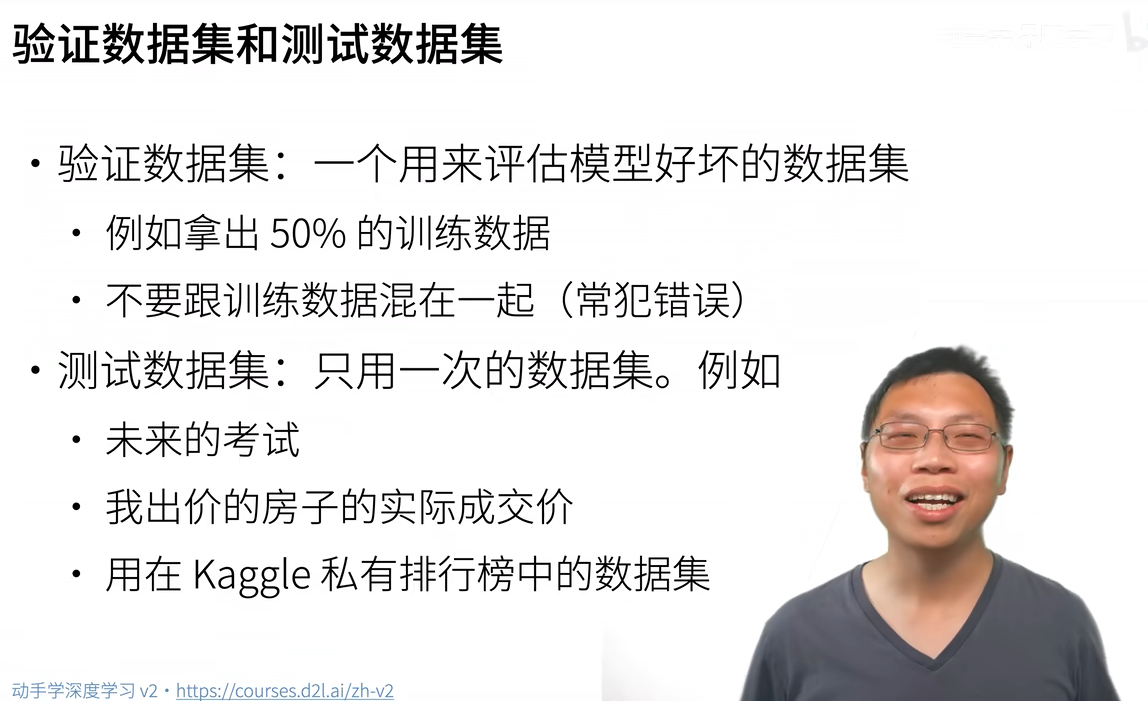 验证数据集和测试数据集
• 验证数据集：一个用来评估模型好坏的数据集
• 例如拿出 50% 的训练数据
• 不要跟训练数据混在一起（常犯错误）
• 测试数据集：只用一次的数据集。例如
• 未来的考试
• 我出价的房子的实际成交价
• 用在 Kaggle 私有排行榜中的数据集
动手学深度学习 v2 • https://courses.d2l.ai/zh-v2